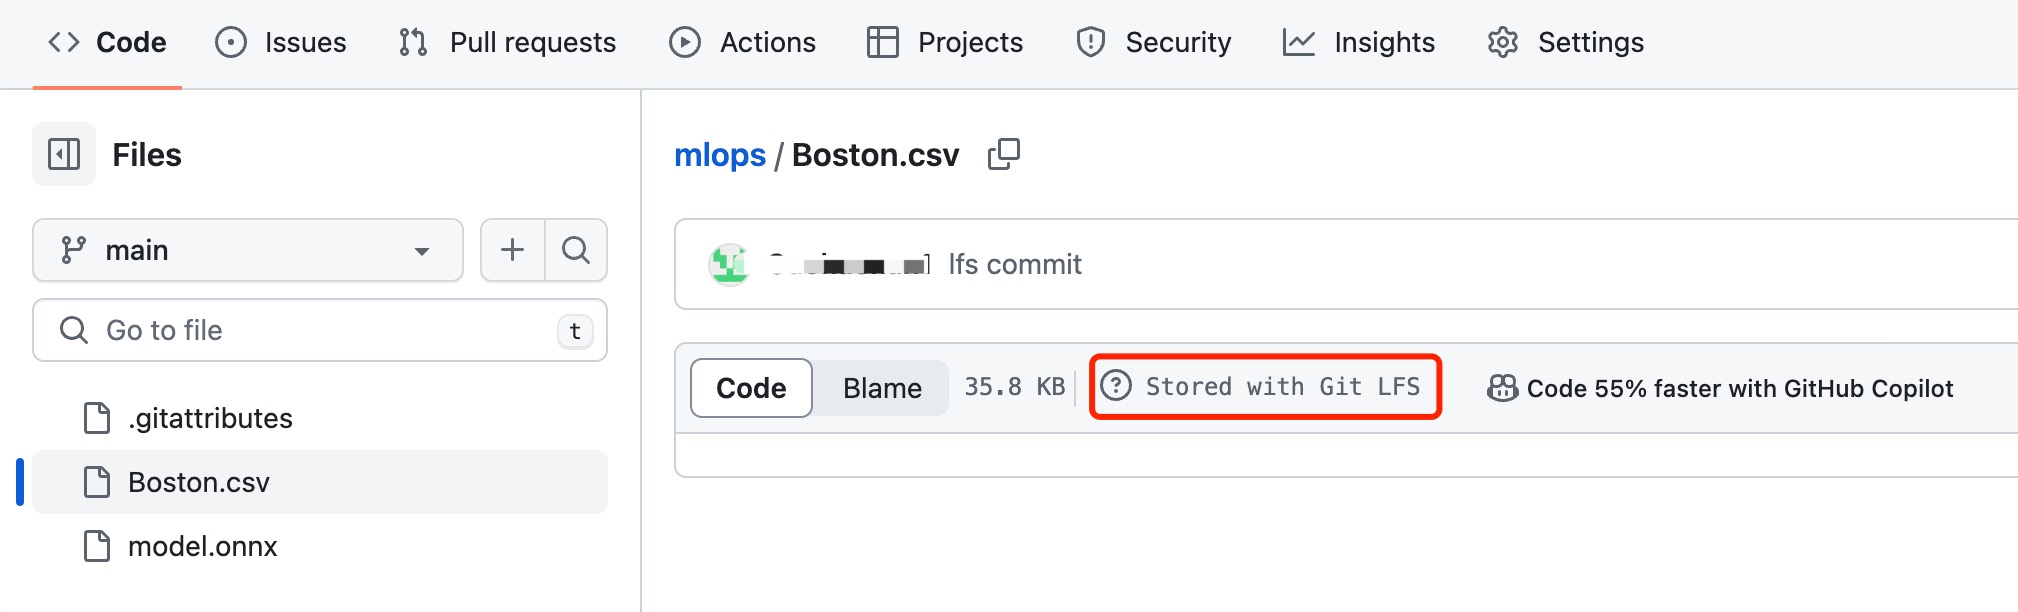 Code Issues Pull requests Actions Projects Security Insights Settings
Files
main
Go to file t
.gitattributes
Boston.csv
model.onnx
mlops / Boston.csv
lfs commit
Code Blame 35.8 KB Stored with Git LFS Code 55% faster with GitHub Copilot